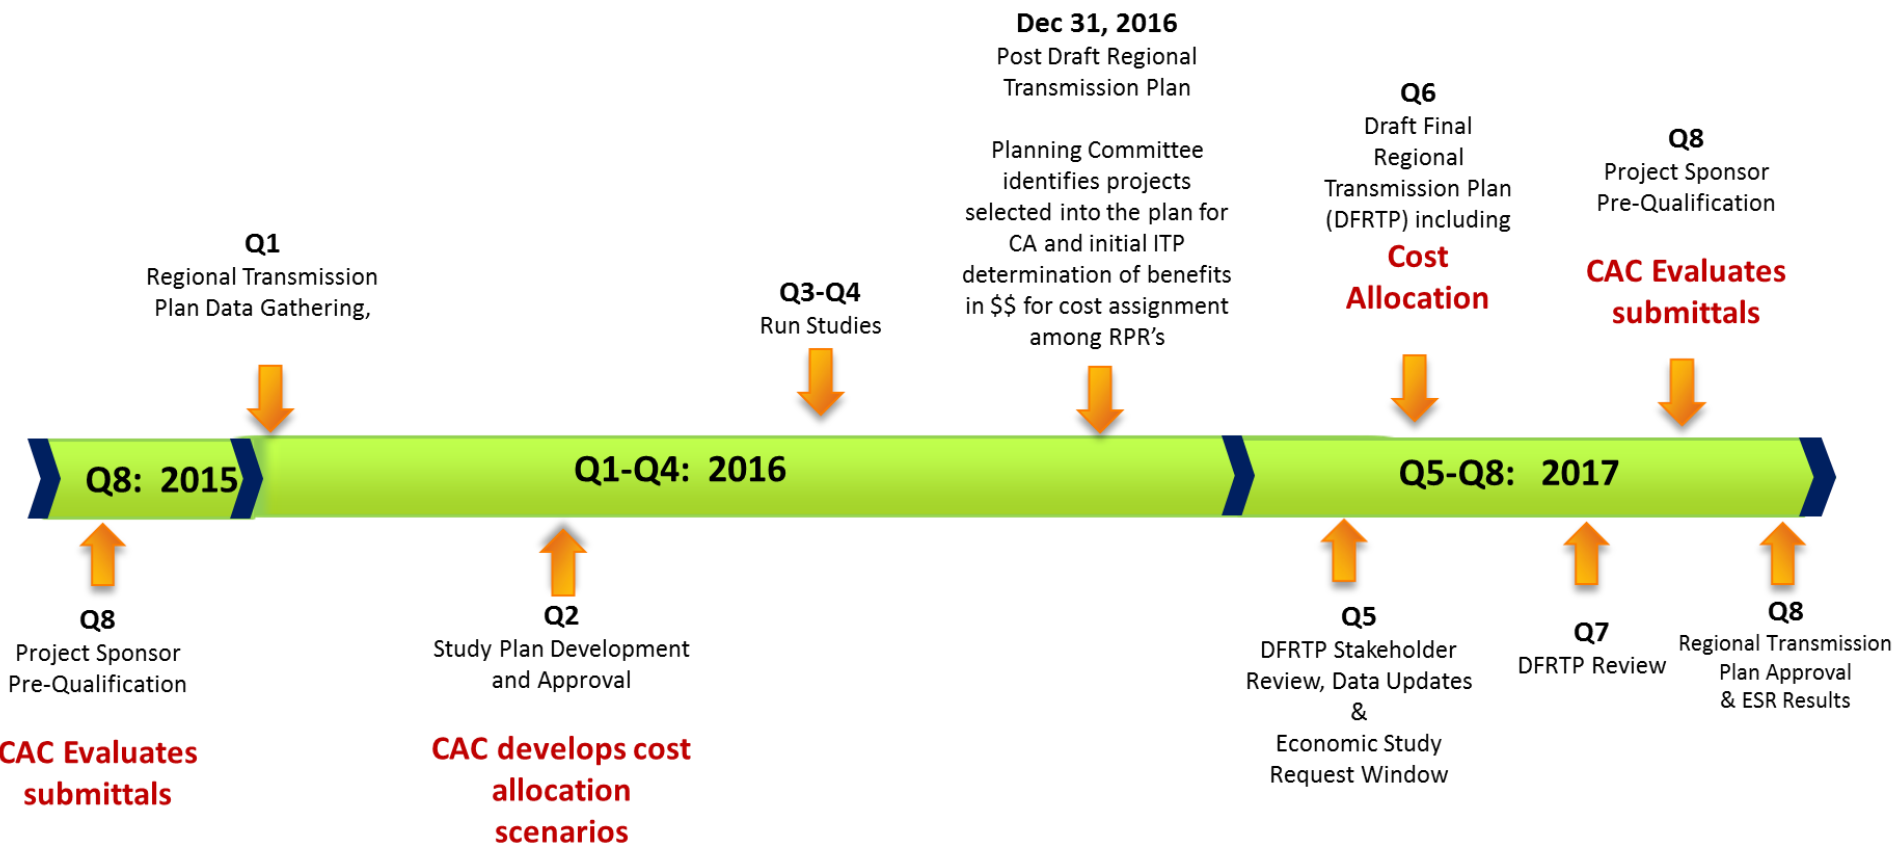 Dec 31, 2016
Post Draft Regional
Transmission Plan
Planning Committee
identifies projects
selected into the plan for
CA and initial ITP
determination of benefits
in $$ for cost assignment
among RPR's
Q6
Draft Final
Regional
Transmission Plan
(DFRTP) including
Cost
Allocation
Q8
Project Sponsor
Pre-Qualification
CAC Evaluates
submittals
Q1
Regional Transmission
Plan Data Gathering,
Q3-Q4
Run Studies
Q8: 2015
Q1-Q4: 2016
Q5-Q8: 2017
Q8
Project Sponsor
Pre-Qualification
CAC Evaluates
submittals
Q2
Study Plan Development
and Approval
CAC develops cost
allocation
scenarios
Q5
DFRTP Stakeholder
Review, Data Updates
&
Economic Study
Request Window
Q7
DFRTP Review
Q8
Regional Transmission
Plan Approval
& ESR Results